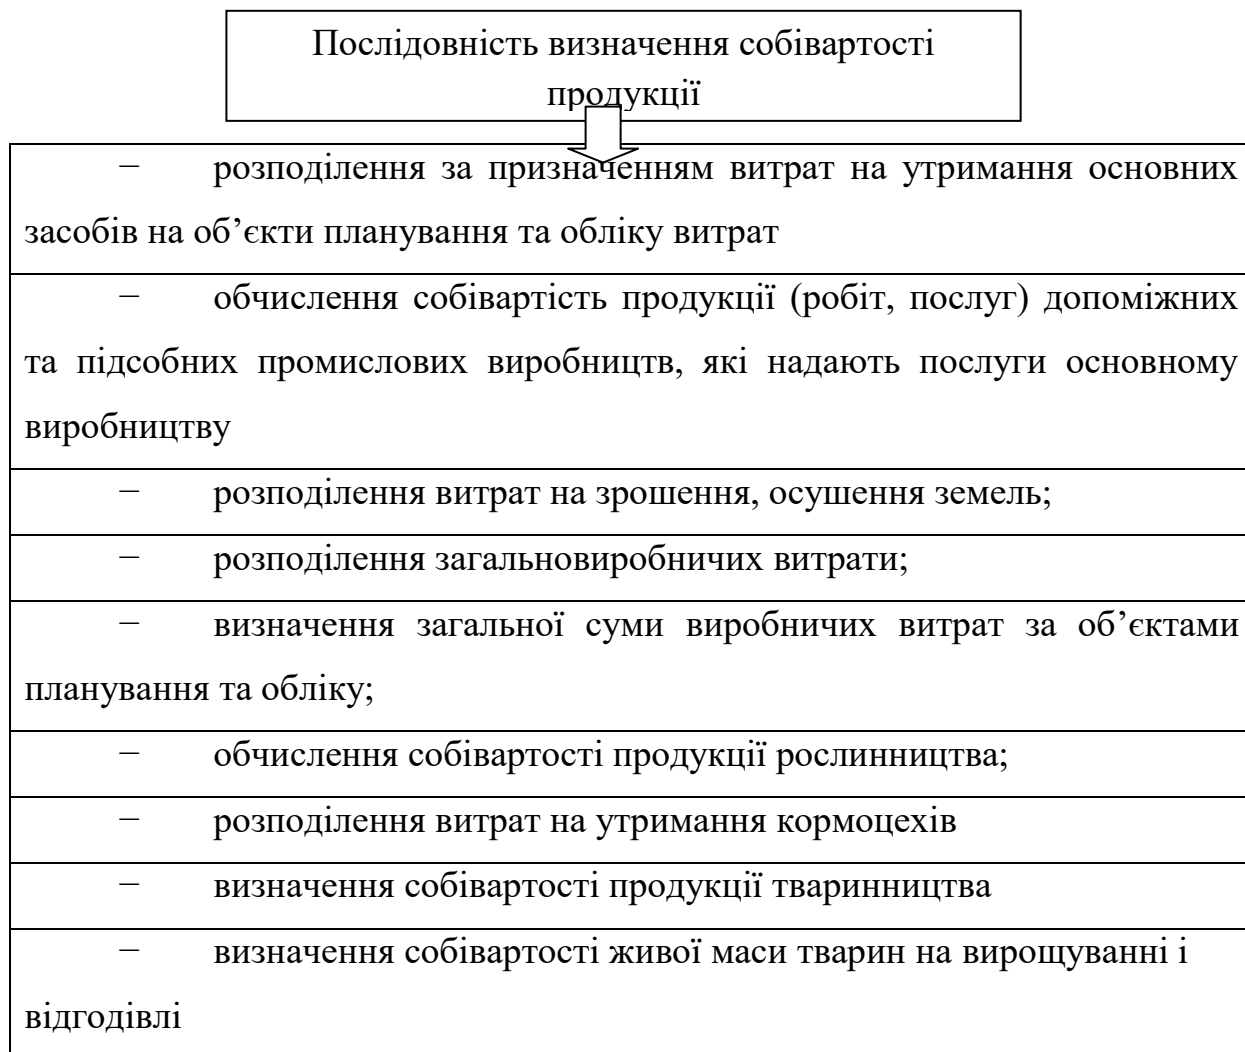 Послідовність визначення собівартості
продукції
– розподілення за призначенням витрат на утримання основних
засобів на об’єкти планування та обліку витрат
– обчислення собівартість продукції (робіт, послуг) допоміжних
та підсобних промислових виробництв, які надають послуги основному
виробництву
– розподілення витрат на зрошення, осушення земель;
– розподілення загальновиробничих витрати;
– визначення загальної суми виробничих витрат за об’єктами
планування та обліку;
– обчислення собівартості продукції рослинництва;
– розподілення витрат на утримання кормоцехів
– визначення собівартості продукції тваринництва
– визначення собівартості живої маси тварин на вирощуванні і
відгодівлі